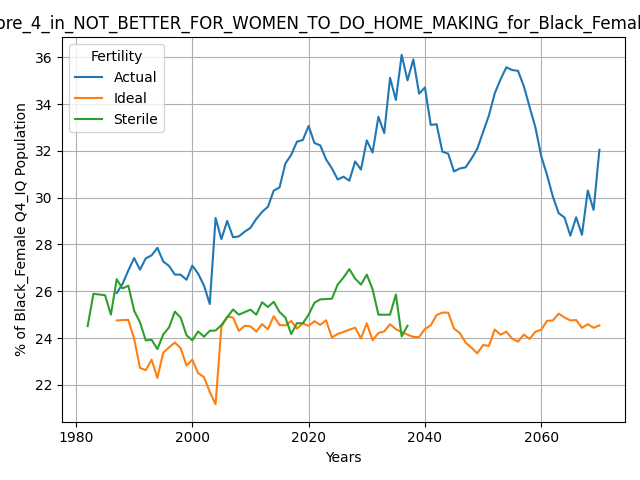 ore_4_in_NOT_BETTER_FOR_WOMEN_TO_DO_HOME_MAKING_for_Black_Femal
Fertility
Actual
Ideal
Sterile
% of Black_Female Q4_IQ Population
36
34
32
30
28
26
24
22
1980
2000
2020
2040
2060
Years